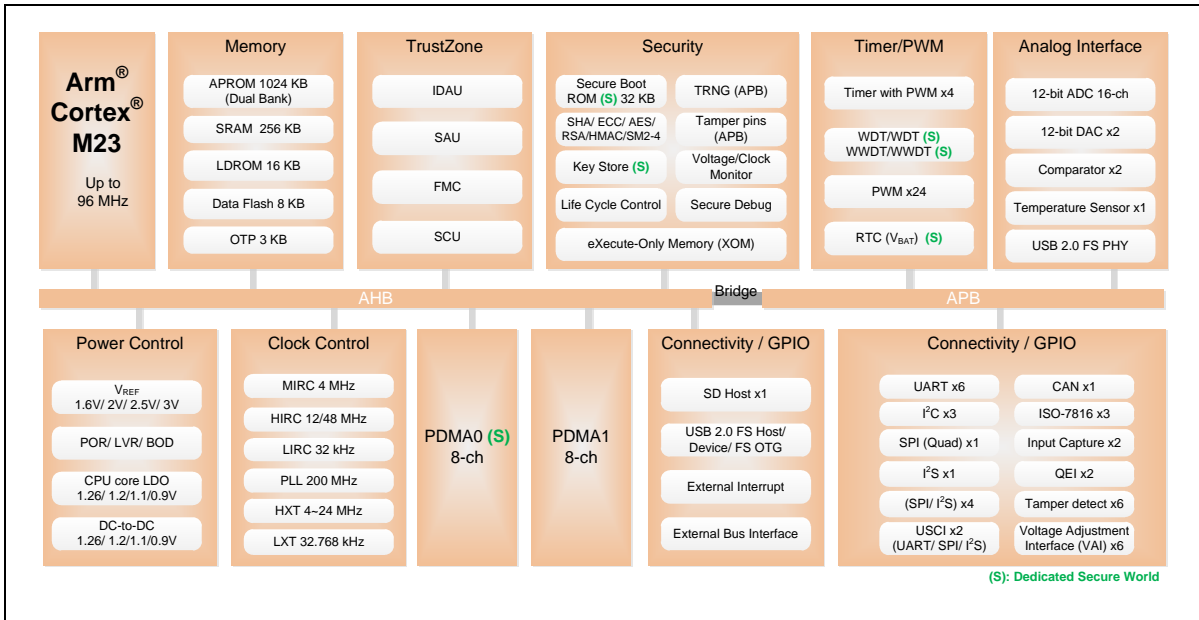 Arm®
Cortex®
M23
Up to
96 MHz
Memory
APROM 1024 KB
(Dual Bank)
SRAM 256 KB
LDROM 16 KB
Data Flash 8 KB
OTP 3 KB
TrustZone
IDAU
SAU
FMC
SCU
Security
Secure Boot
ROM (S) 32 KB
TRNG (APB)
SHA/ ECC/ AES/
RSA/HMAC/SM2-4
Tamper pins
(APB)
Key Store (S)
Voltage/Clock
Monitor
Life Cycle Control
Secure Debug
eXecute-Only Memory (XOM)
Timer/PWM
Timer with PWM x4
WDT/WDT (S)
WWDT/WWDT (S)
PWM x24
RTC (VBAT) (S)
Analog Interface
12-bit ADC 16-ch
12-bit DAC x2
Comparator x2
Temperature Sensor x1
USB 2.0 FS PHY
AHB
Bridge
APB
Power Control
VREF
1.6V/ 2V/ 2.5V/ 3V
POR/ LVR/ BOD
CPU core LDO
1.26/ 1.2/1.1/0.9V
DC-to-DC
1.26/ 1.2/1.1/0.9V
Clock Control
MIRC 4 MHz
HIRC 12/48 MHz
LIRC 32 kHz
PLL 200 MHz
HXT 4~24 MHz
LXT 32.768 kHz
PDMA0 (S)
8-ch
PDMA1
8-ch
Connectivity / GPIO
SD Host x1
USB 2.0 FS Host/
Device/ FS OTG
External Interrupt
External Bus Interface
Connectivity / GPIO
UART x6
CAN x1
I²C x3
ISO-7816 x3
SPI (Quad) x1
Input Capture x2
I²S x1
QEI x2
(SPI/ I²S) x4
Tamper detect x6
USCI x2
(UART/ SPI/ I²S)
Voltage Adjustment
Interface (VAI) x6
(S): Dedicated Secure World